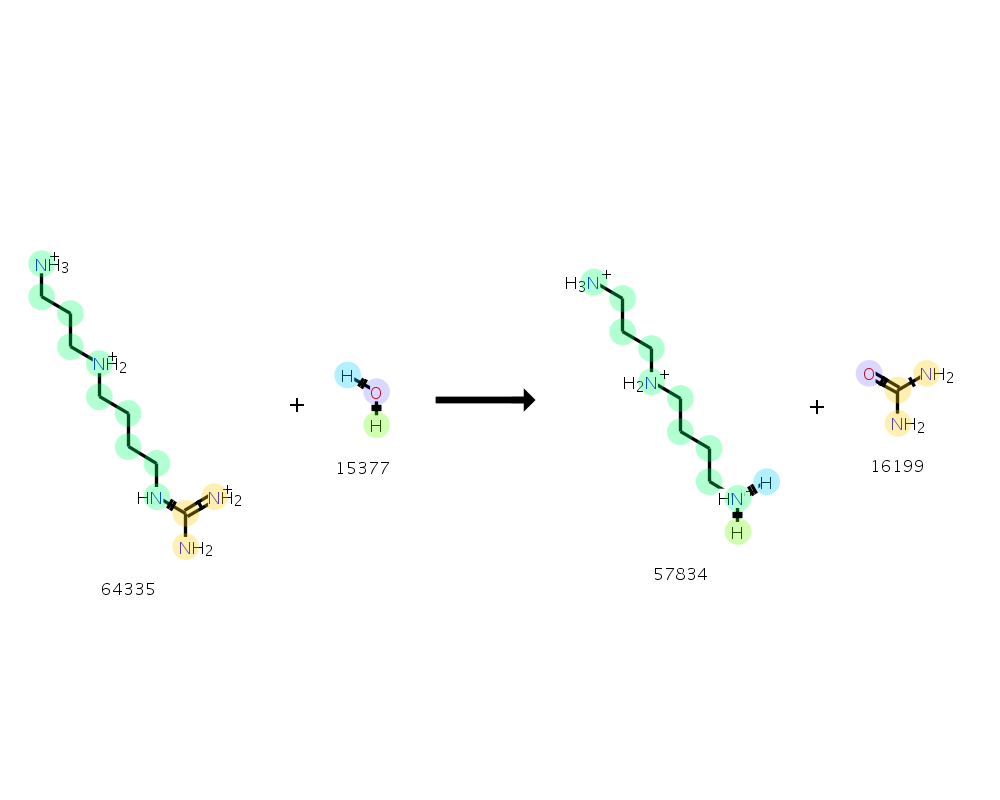 NH3+
NH2+
HN
NH2+
NH2
64335
+
H
O
H
15377
H3N+
H2N+
HN+
H
H
57834
+
O
NH2
NH2
16199